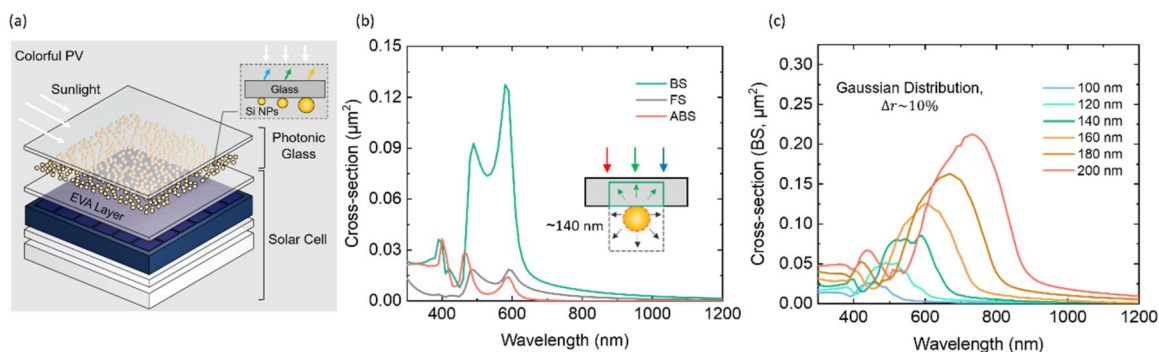 (a)
Colorful PV
Sunlight
Glass
Si NPs
Photonic
Glass
EVA Layer
Solar Cell
(b)
0.15
0.12
0.09
0.06
0.03
0.00
Cross-section (µm²)
BS
FS
ABS
~140 nm
400 600 800 1000 1200
Wavelength (nm)
(c)
0.30
0.25
0.20
0.15
0.10
0.05
0.00
Cross-section (BS, µm²)
Gaussian Distribution,
Δr~10%
100 nm
120 nm
140 nm
160 nm
180 nm
200 nm
400 600 800 1000 1200
Wavelength (nm)